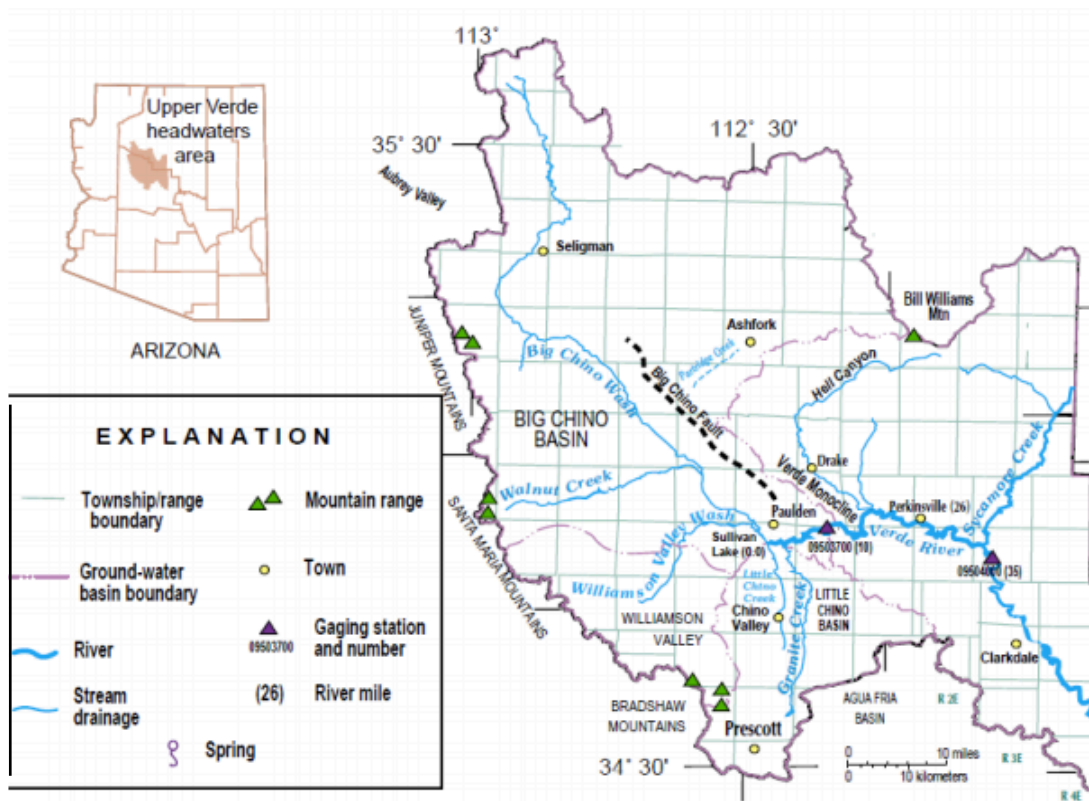 113°
112° 30'
35° 30'
Upper Verde
headwaters
area
ARIZONA
Aubrey Valley
Seligman
Bill Williams
Mtn
JUNIPER MOUNTAINS
Ashfork
Partridge Creek
Big Chino Wash
Big Chino Fault
Hell Canyon
BIG CHINO
BASIN
Drake
Verde Monocline
Sycamore Creek
Walnut Creek
Perkinsville (26)
Paulden
SANTA MARIA MOUNTAINS
Williamson Valley Wash
Sullivan
Lake (0.0)
09503700 (10)
Verde River
09504000 (35)
Little
Chino
Creek
LITTLE
CHINO
BASIN
WILLIAMSON
VALLEY
Chino
Valley
Granite Creek
Clarkdale
BRADSHAW
MOUNTAINS
AGUA FRIA
BASIN
R 2E
Prescott
34° 30'
0 10 miles
0 10 kilometers
R 3E
R 4E
EXPLANATION
Township/range
boundary
Mountain range
Ground-water
basin boundary
Town
River
09503700
Gaging station
and number
Stream
drainage
(26)
River mile
Spring